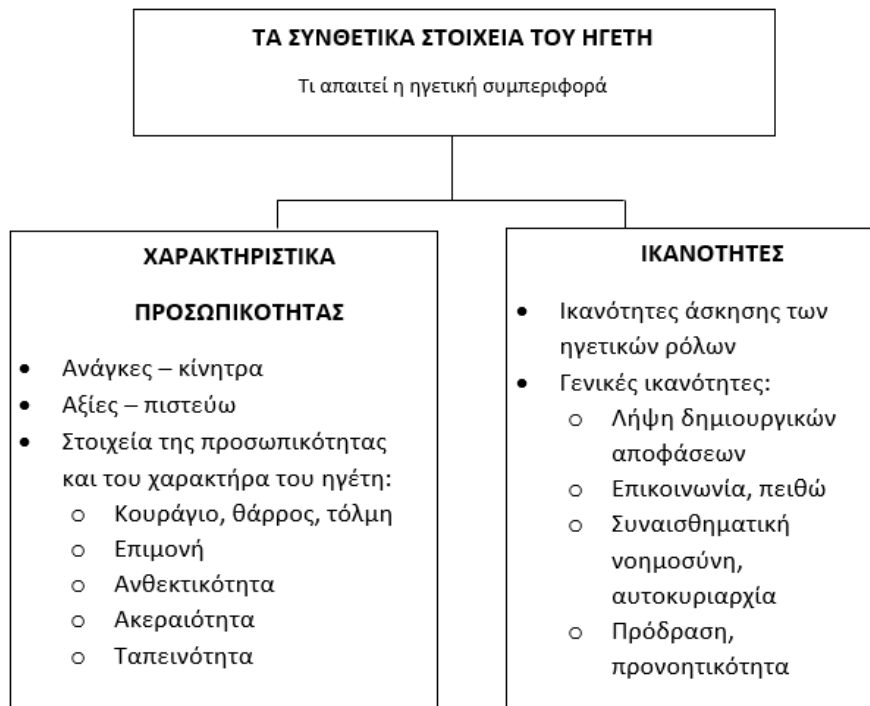 ΤΑ ΣΥΝΘΕΤΙΚΑ ΣΤΟΙΧΕΙΑ ΤΟΥ ΗΓΕΤΗ
Τι απαιτεί η ηγετική συμπεριφορά
ΧΑΡΑΚΤΗΡΙΣΤΙΚΑ
ΠΡΟΣΩΠΙΚΟΤΗΤΑΣ
• Ανάγκες – κίνητρα
• Αξίες – πιστεύω
• Στοιχεία της προσωπικότητας
και του χαρακτήρα του ηγέτη:
o Κουράγιο, θάρρος, τόλμη
o Επιμονή
o Ανθεκτικότητα
o Ακεραιότητα
o Ταπεινότητα
ΙΚΑΝΟΤΗΤΕΣ
• Ικανότητες άσκησης των
ηγετικών ρόλων
• Γενικές ικανότητες:
o Λήψη δημιουργικών
αποφάσεων
o Επικοινωνία, πειθώ
o Συναισθηματική
νοημοσύνη,
αυτοκυριαρχία
o Πρόδραση,
προνοητικότητα